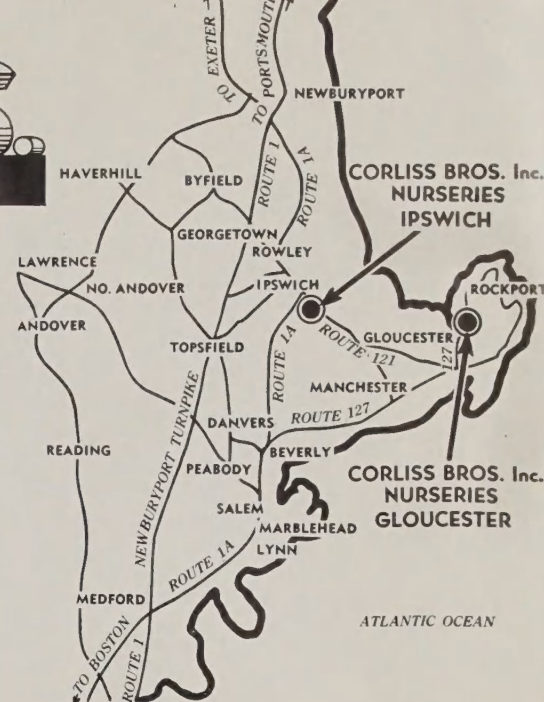 TO EXETER
TO PORTSMOUTH
NEWBURYPORT
ROUTE 1
ROUTE 1A
HAVERHILL
BYFIELD
CORLISS BROS. Inc.
NURSERIES
IPSWICH
GEORGETOWN
ROWLEY
LAWRENCE
NO. ANDOVER
IPSWICH
ROCKPORT
ANDOVER
TOPSFIELD
ROUTE 1A
ROUTE 121
GLOUCESTER
127
MANCHESTER
NEWBURYPORT TURNPIKE
DANVERS
ROUTE 127
READING
PEABODY
BEVERLY
CORLISS BROS. Inc.
NURSERIES
GLOUCESTER
SALEM
MARBLEHEAD
LYNN
ROUTE 1A
MEDFORD
ATLANTIC OCEAN
TO BOSTON
ROUTE 1